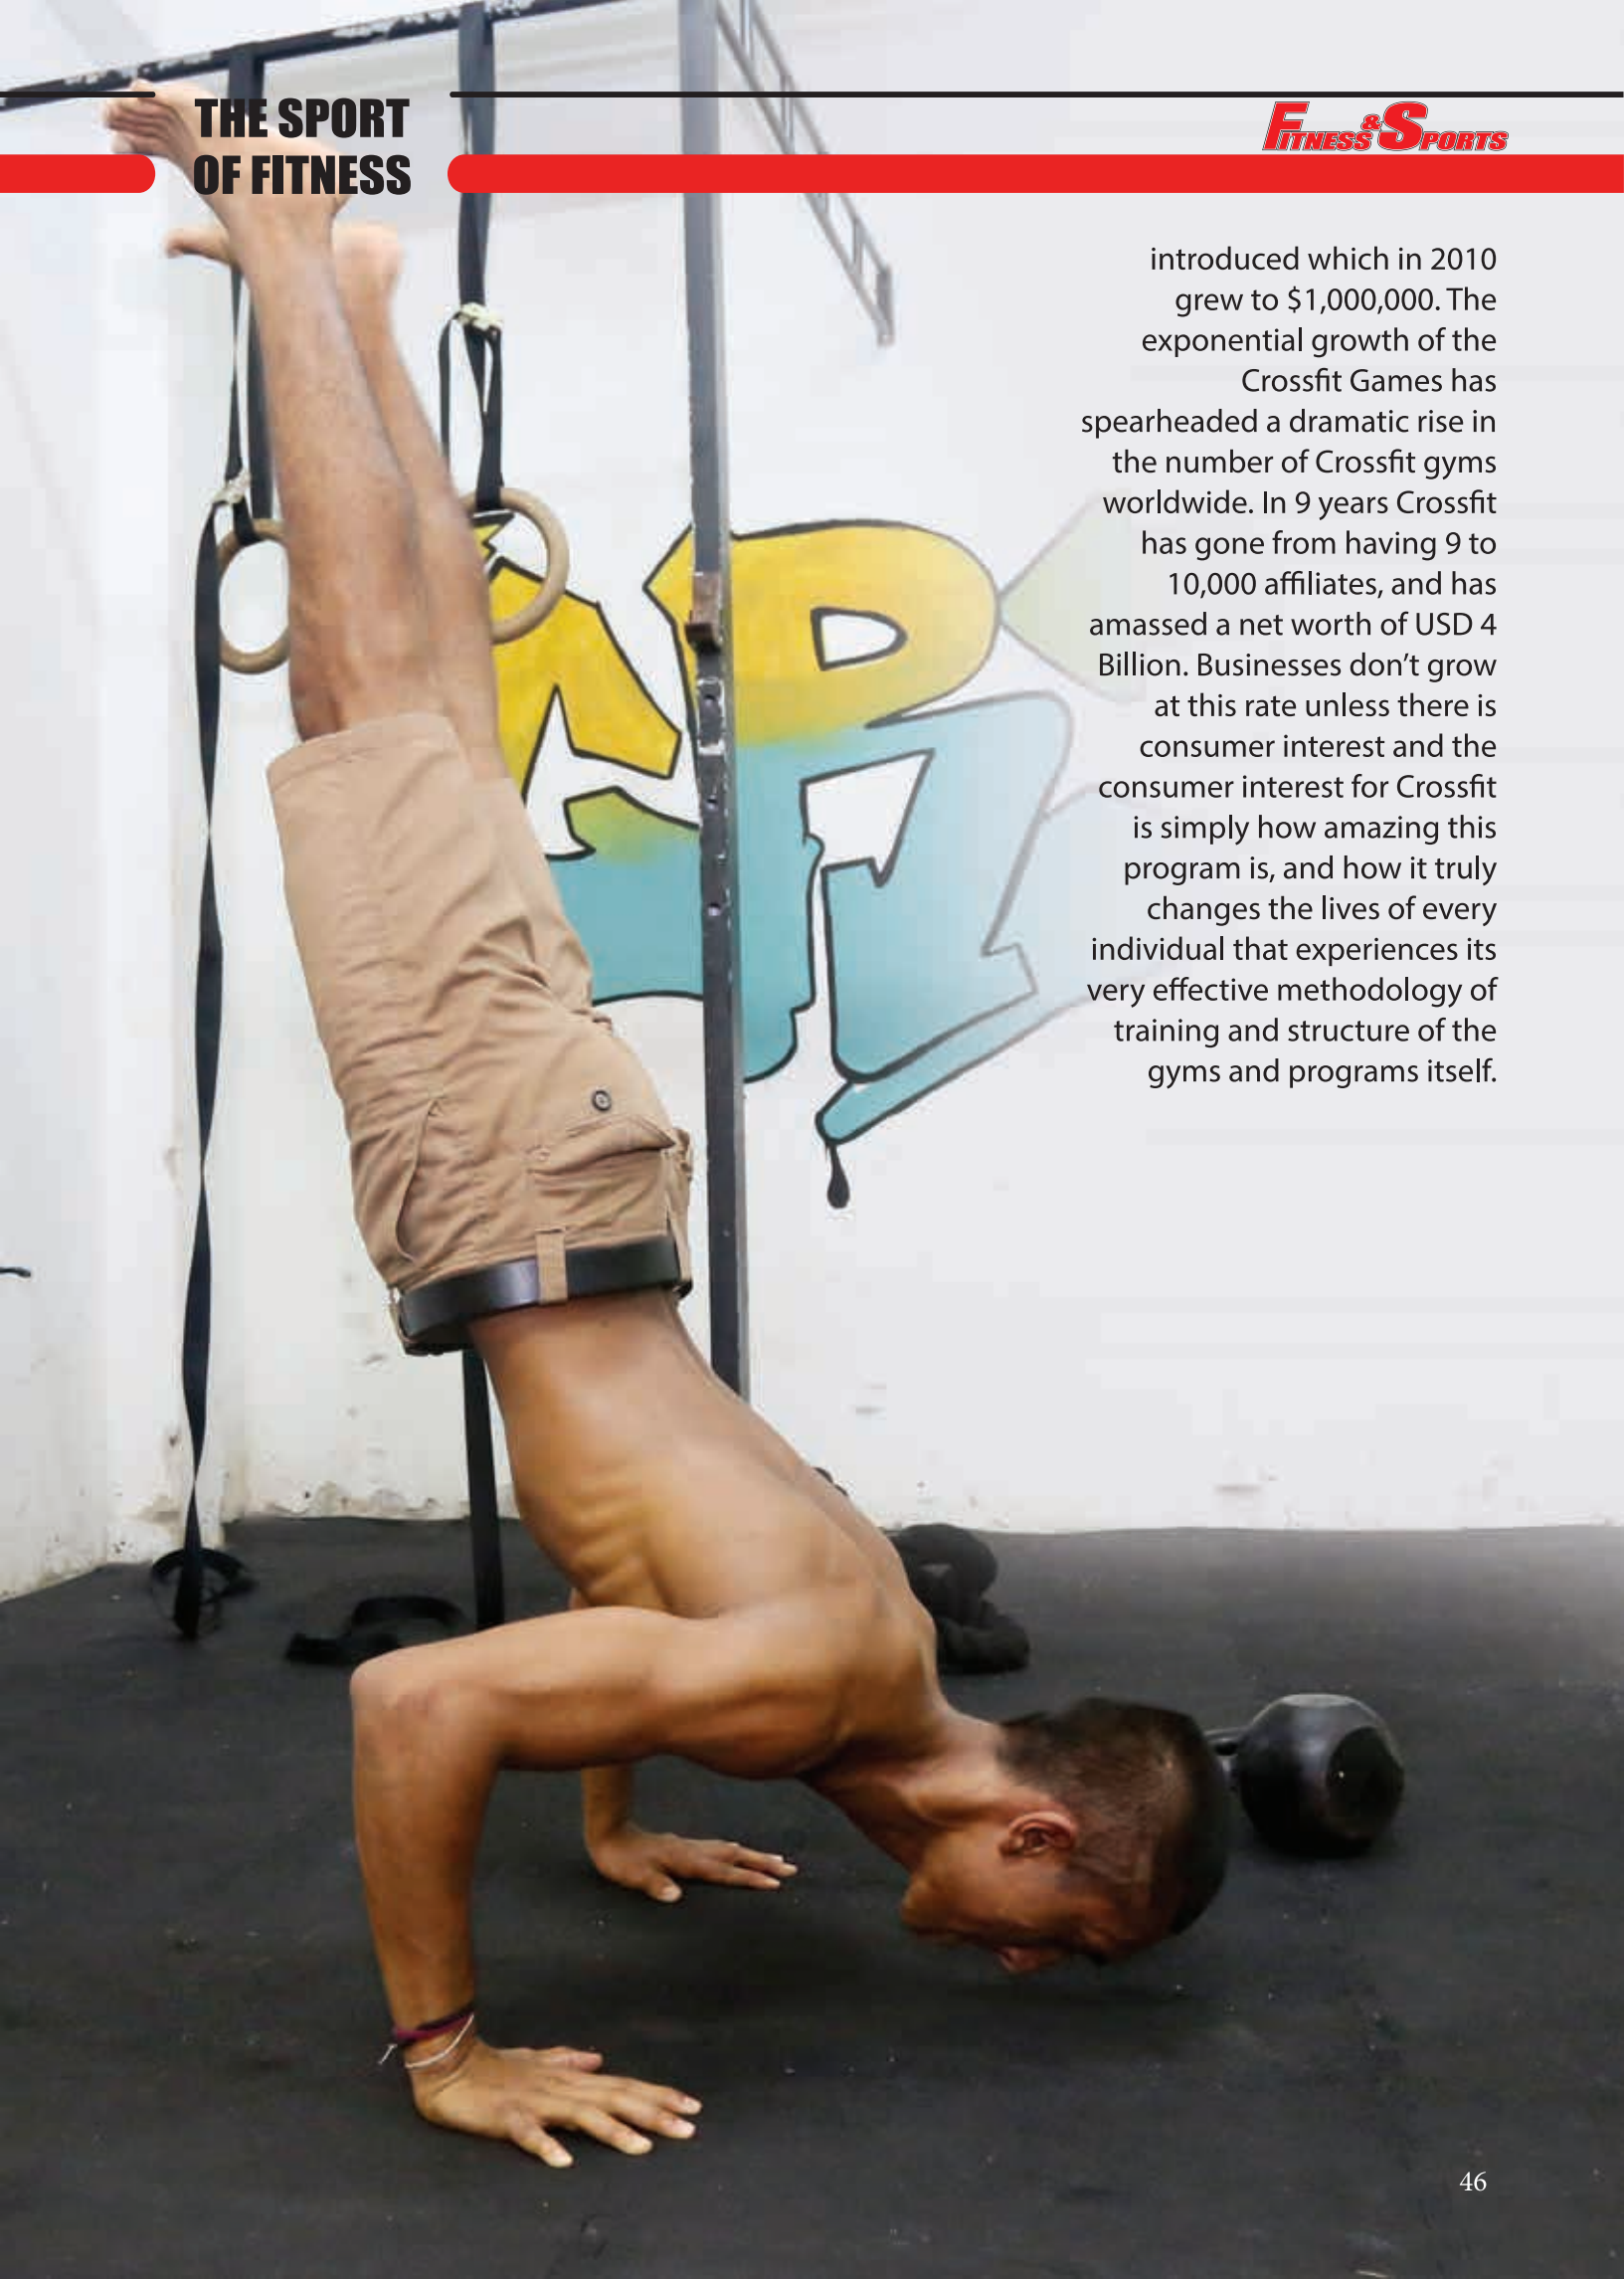 THE SPORT
OF FITNESS
FITNESS & SPORTS
introduced which in 2010
grew to $1,000,000. The
exponential growth of the
Crossfit Games has
spearheaded a dramatic rise in
the number of Crossfit gyms
worldwide. In 9 years Crossfit
has gone from having 9 to
10,000 affiliates, and has
amassed a net worth of USD 4
Billion. Businesses don’t grow
at this rate unless there is
consumer interest and the
consumer interest for Crossfit
is simply how amazing this
program is, and how it truly
changes the lives of every
individual that experiences its
very effective methodology of
training and structure of the
gyms and programs itself.
46